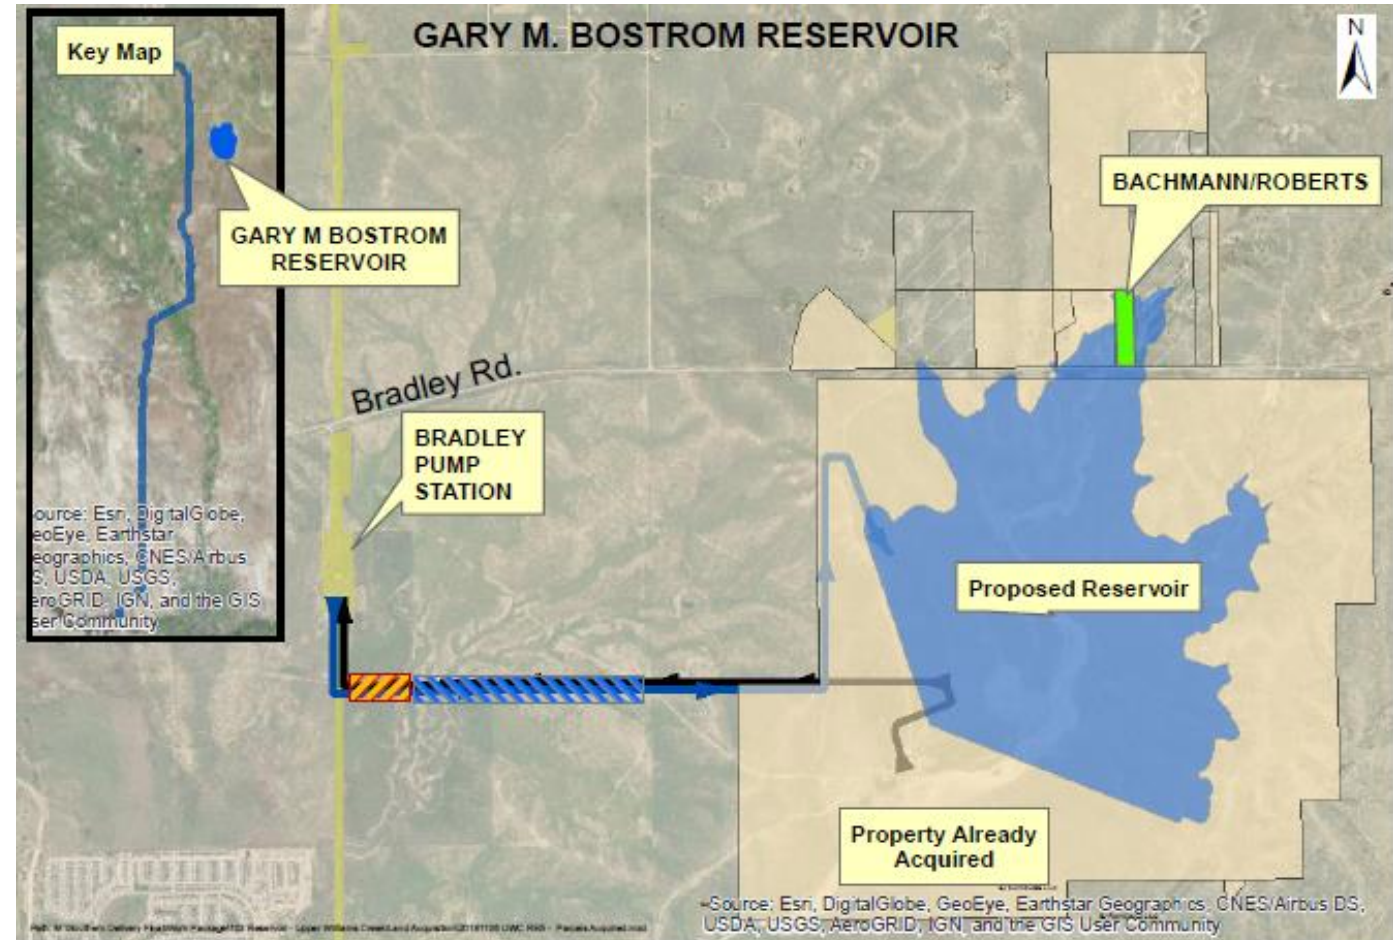 GARY M. BOSTROM RESERVOIR
N
Key Map
BACHMANN/ROBERTS
GARY M BOSTROM
RESERVOIR
Bradley Rd.
BRADLEY
PUMP
STATION
Source: Esri, DigitalGlobe,
GeoEye, Earthstar
Geographics, CNES/Airbus
DS, USDA, USGS,
AeroGRID, IGN, and the GIS
User Community
Proposed Reservoir
Property Already
Acquired
Source: Esri, DigitalGlobe, GeoEye, Earthstar Geographics, CNES/Airbus DS,
USDA, USGS, AeroGRID, IGN, and the GIS User Community